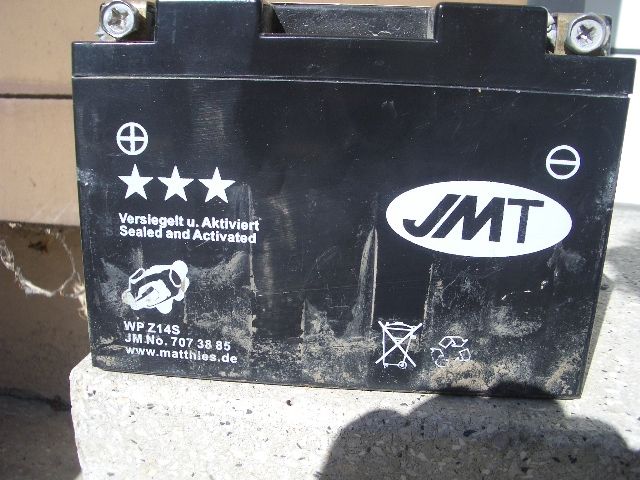 Versiegelt u. Aktiviert
Sealed and Activated
JMT
WP Z14S
JM No. 707 38 85
www.matthies.de